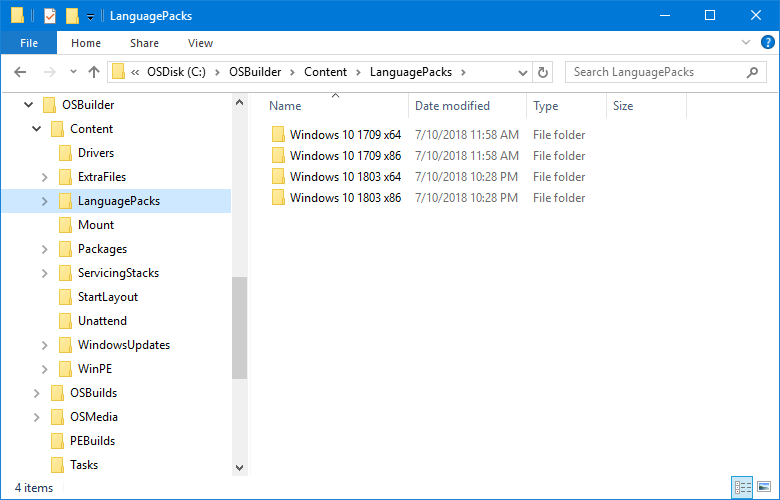 LanguagePacks
File Home Share View
« OSDisk (C:) > OSBuilder > Content > LanguagePacks > Search LanguagePacks
OSBuilder
Content
Drivers
ExtraFiles
LanguagePacks
Mount
Packages
ServicingStacks
StartLayout
Unattend
WindowsUpdates
WinPE
OSBuilds
OSMedia
PEBuilds
Tasks
Name Date modified Type Size
Windows 10 1709 x64 7/10/2018 11:58 AM File folder
Windows 10 1709 x86 7/10/2018 11:58 AM File folder
Windows 10 1803 x64 7/10/2018 10:28 PM File folder
Windows 10 1803 x86 7/10/2018 10:28 PM File folder
4 items